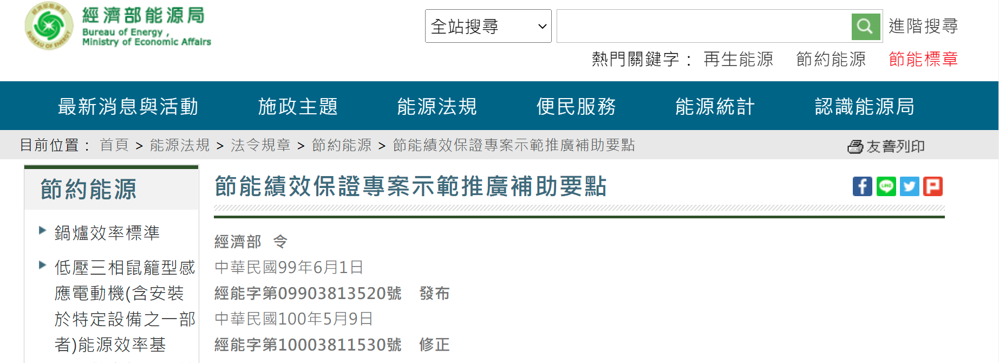 經濟部能源局
Bureau of Energy ,
Ministry of Economic Affairs
BUREAU OF ENERGY
全站搜尋
進階搜尋
熱門關鍵字： 再生能源 節約能源 節能標章
最新消息與活動 施政主題 能源法規 便民服務 能源統計 認識能源局
目前位置： 首頁 > 能源法規 > 法令規章 > 節約能源 > 節能績效保證專案示範推廣補助要點
友善列印
節約能源
鍋爐效率標準
低壓三相鼠籠型感
應電動機(含安裝
於特定設備之一部
者)能源效率基
節能績效保證專案示範推廣補助要點
LINE
經濟部 令
中華民國99年6月1日
經能字第09903813520號 發布
中華民國100年5月9日
經能字第10003811530號 修正